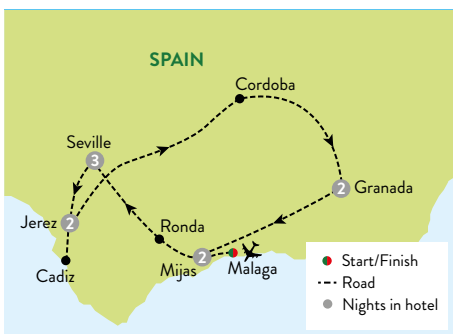 SPAIN
Cordoba
Seville
3
2
Granada
Jerez
2
Ronda
Cadiz
Mijas
2
Malaga
Start/Finish
Road
Nights in hotel